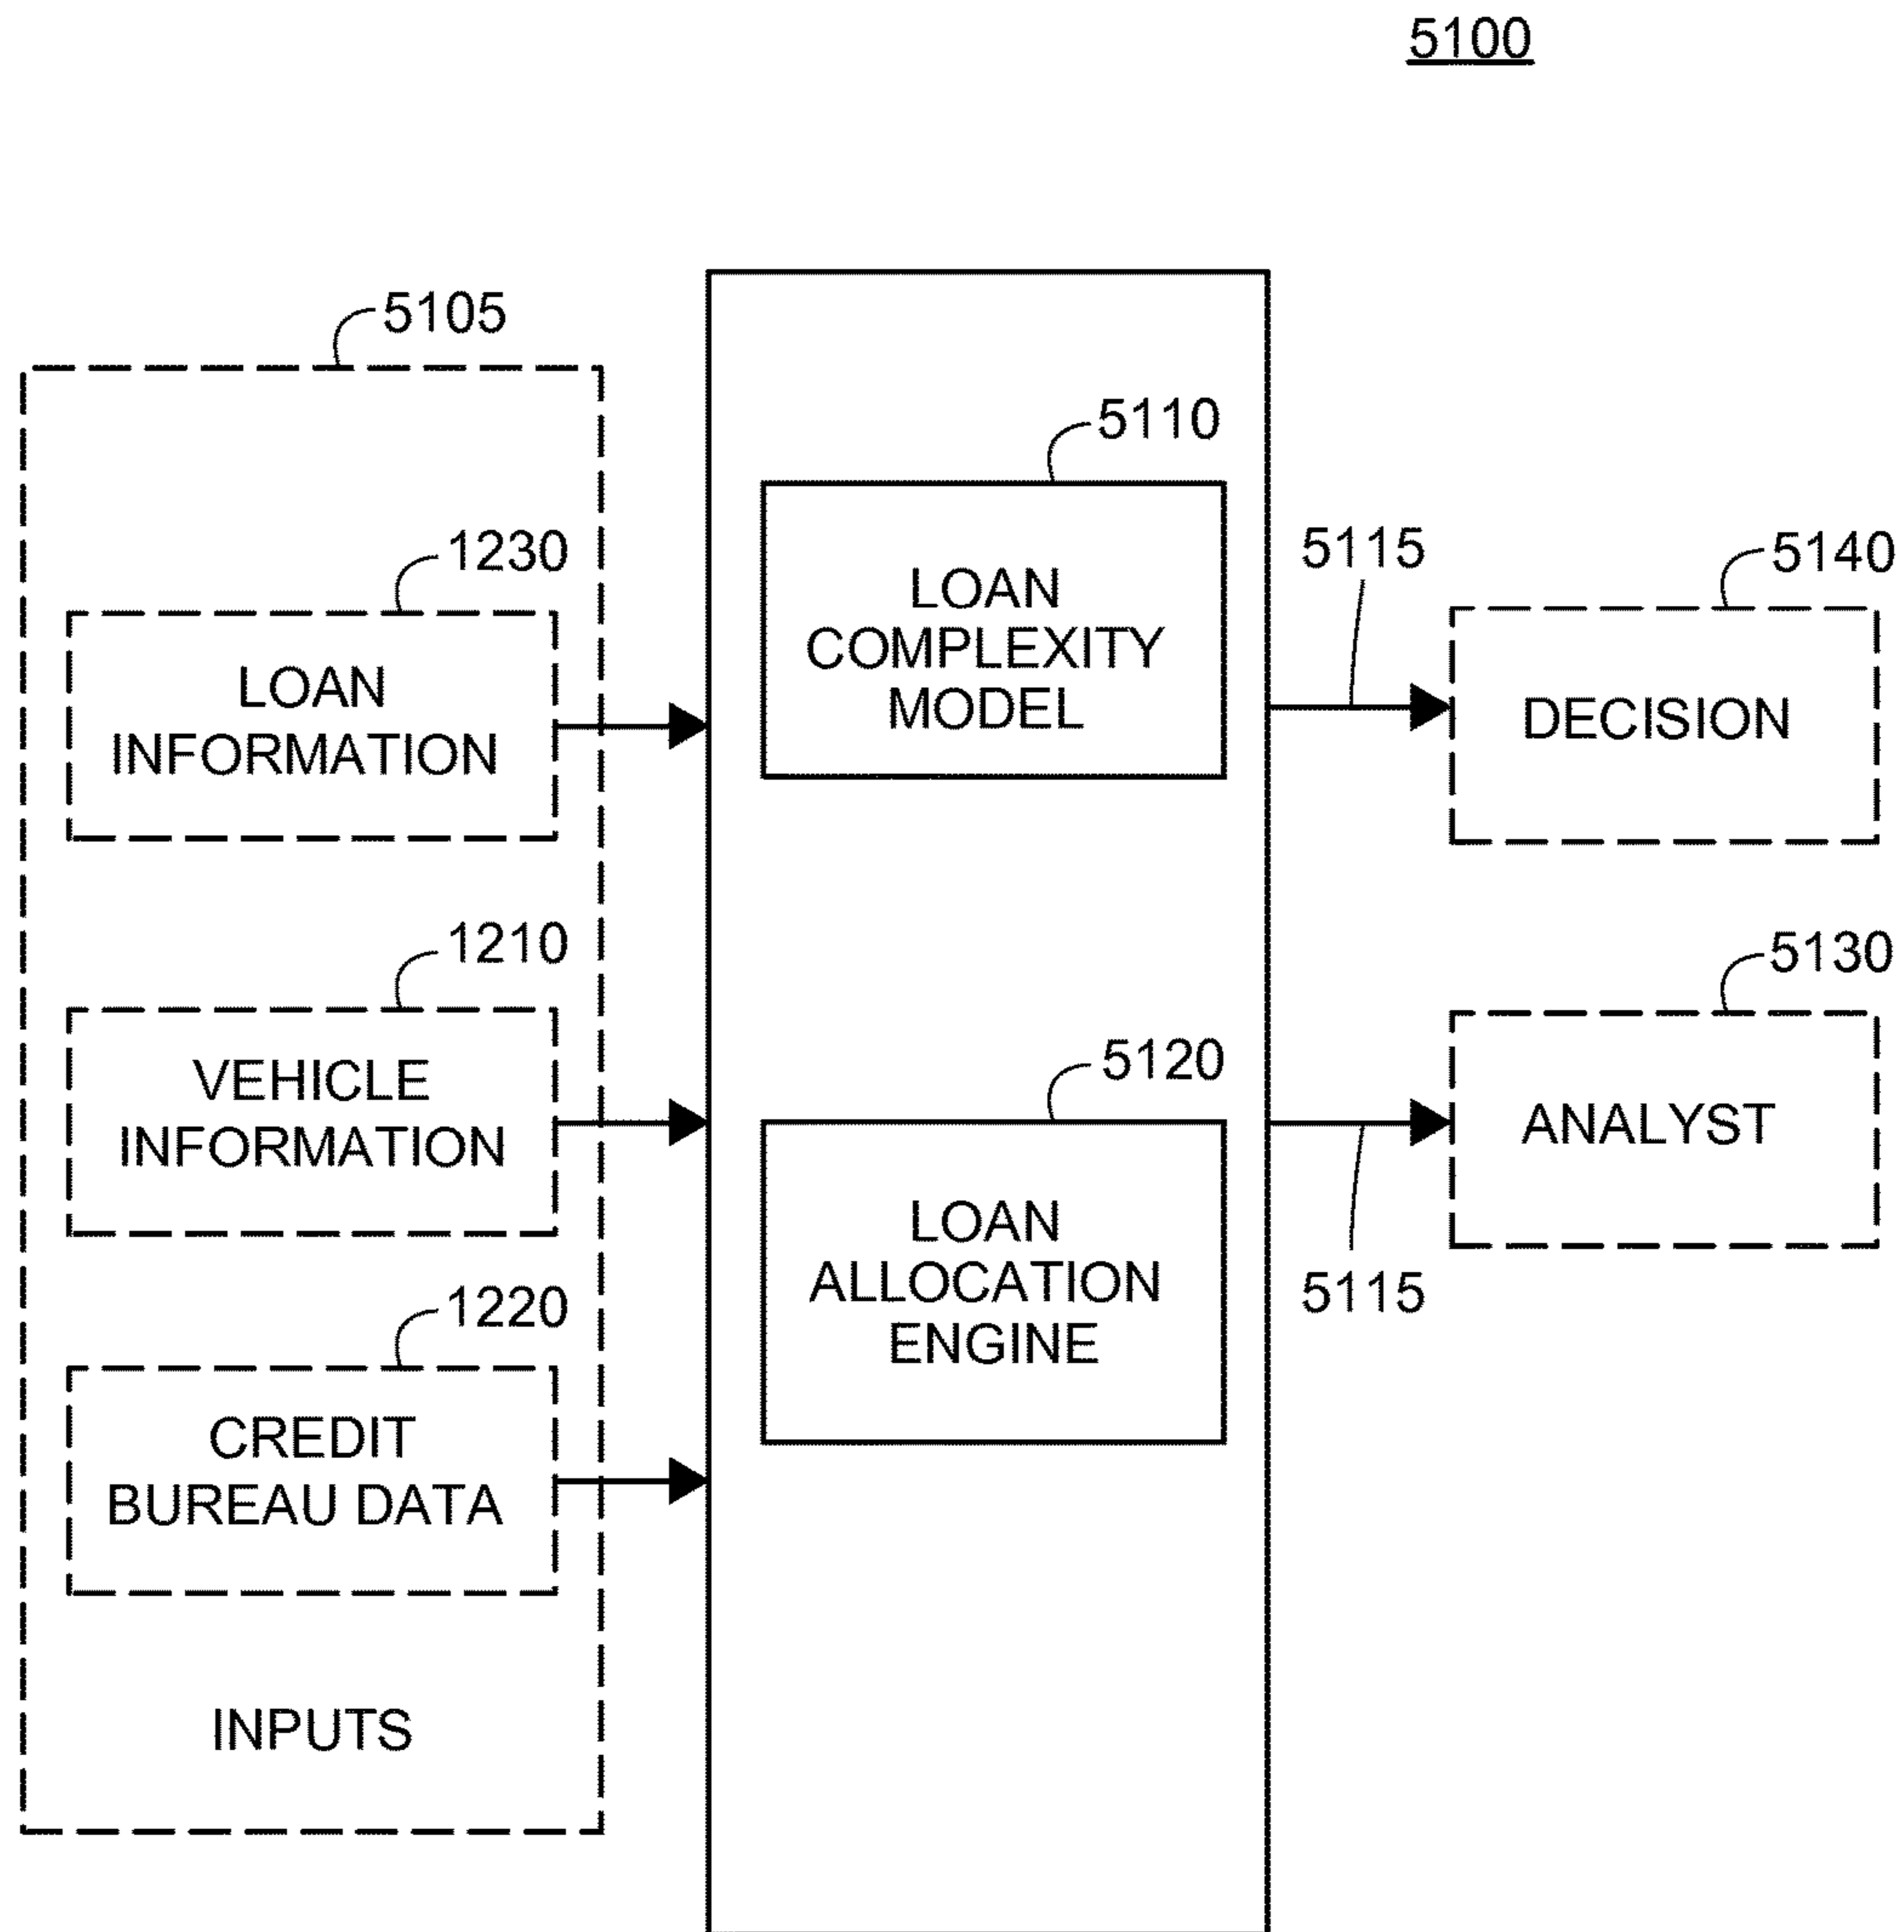 5100
5105
1230
LOAN
INFORMATION
1210
VEHICLE
INFORMATION
1220
CREDIT
BUREAU DATA
INPUTS
5110
LOAN
COMPLEXITY
MODEL
5120
LOAN
ALLOCATION
ENGINE
5115
5140
DECISION
5130
ANALYST
5115